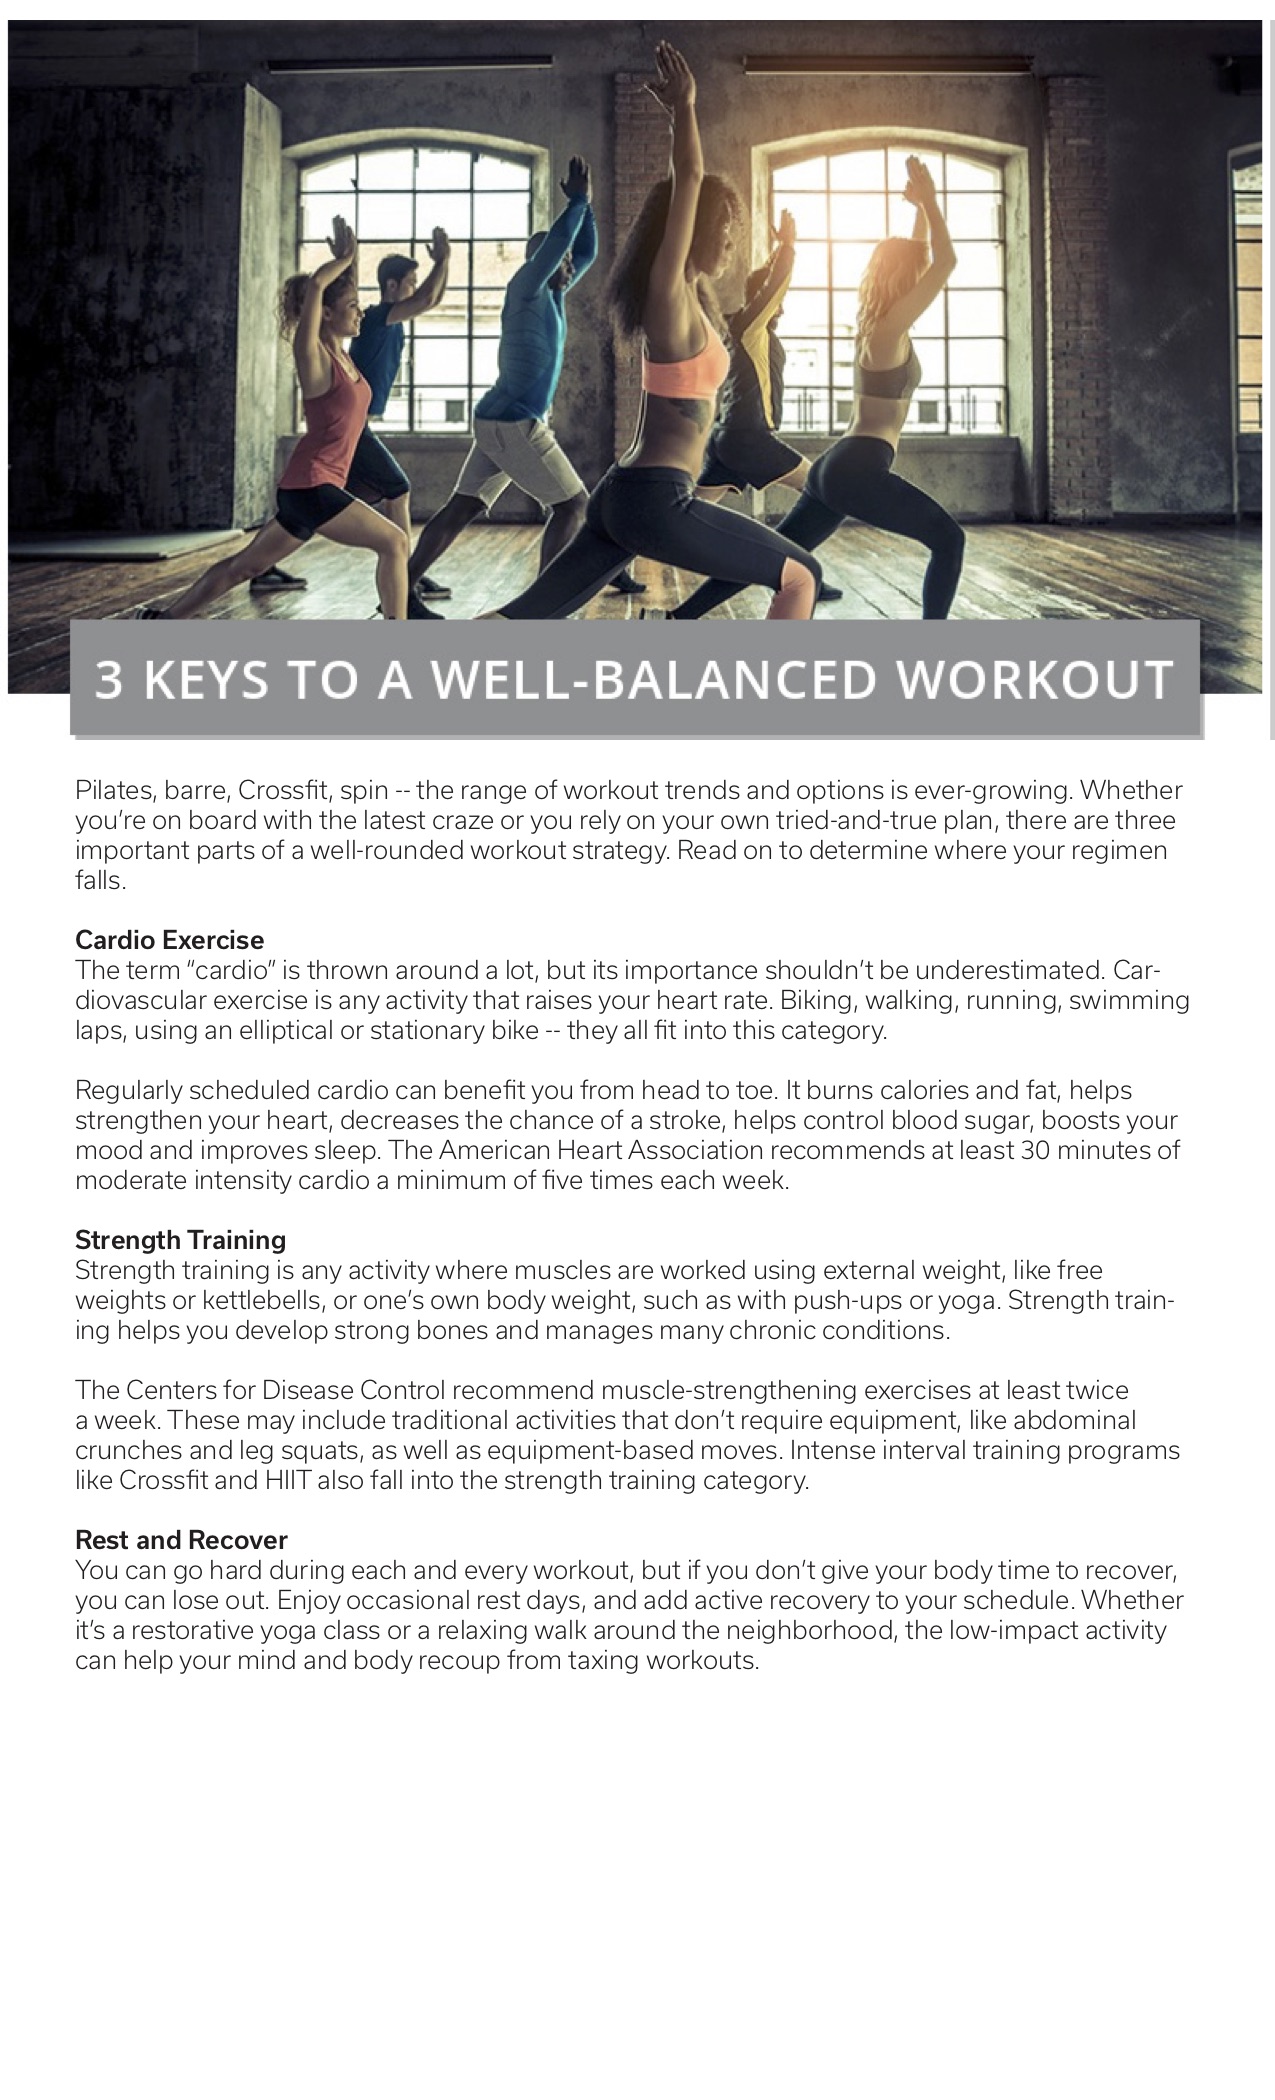 3 KEYS TO A WELL-BALANCED WORKOUT
Pilates, barre, Crossfit, spin -- the range of workout trends and options is ever-growing. Whether
you’re on board with the latest craze or you rely on your own tried-and-true plan, there are three
important parts of a well-rounded workout strategy. Read on to determine where your regimen
falls.
Cardio Exercise
The term “cardio” is thrown around a lot, but its importance shouldn’t be underestimated. Car-
diovascular exercise is any activity that raises your heart rate. Biking, walking, running, swimming
laps, using an elliptical or stationary bike -- they all fit into this category.
Regularly scheduled cardio can benefit you from head to toe. It burns calories and fat, helps
strengthen your heart, decreases the chance of a stroke, helps control blood sugar, boosts your
mood and improves sleep. The American Heart Association recommends at least 30 minutes of
moderate intensity cardio a minimum of five times each week.
Strength Training
Strength training is any activity where muscles are worked using external weight, like free
weights or kettlebells, or one’s own body weight, such as with push-ups or yoga. Strength train-
ing helps you develop strong bones and manages many chronic conditions.
The Centers for Disease Control recommend muscle-strengthening exercises at least twice
a week. These may include traditional activities that don’t require equipment, like abdominal
crunches and leg squats, as well as equipment-based moves. Intense interval training programs
like Crossfit and HIIT also fall into the strength training category.
Rest and Recover
You can go hard during each and every workout, but if you don’t give your body time to recover,
you can lose out. Enjoy occasional rest days, and add active recovery to your schedule. Whether
it’s a restorative yoga class or a relaxing walk around the neighborhood, the low-impact activity
can help your mind and body recoup from taxing workouts.